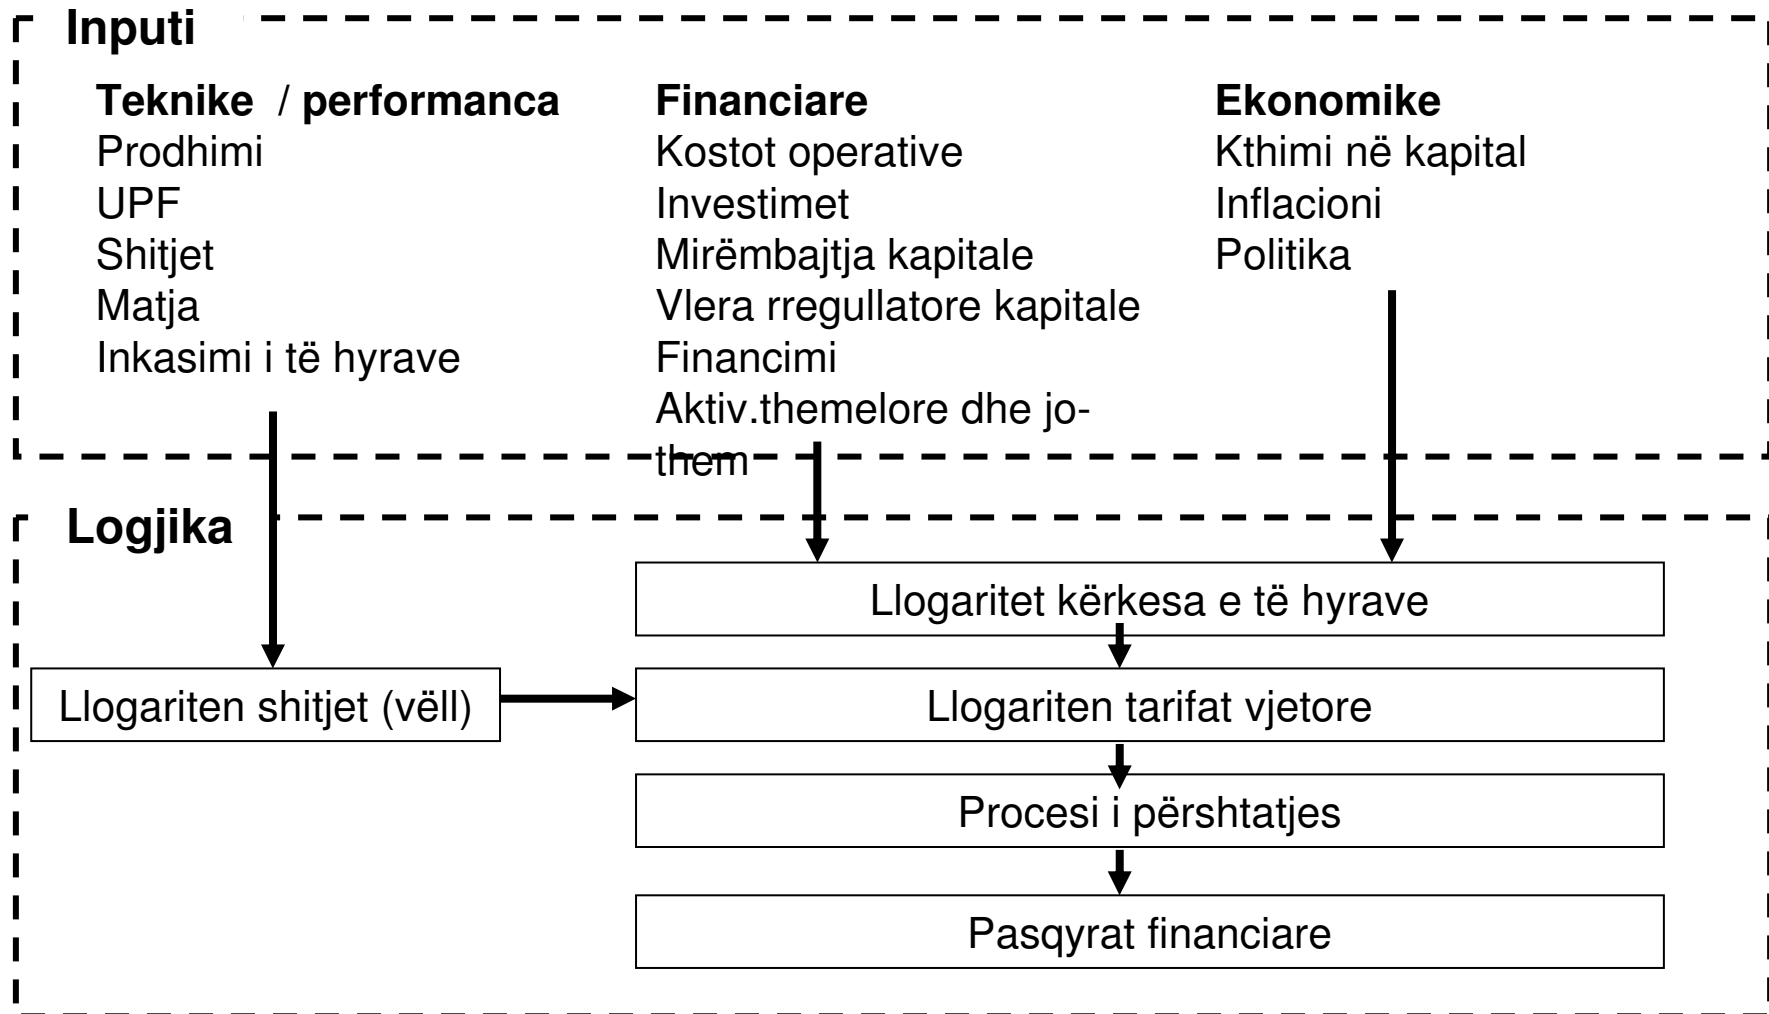 Inputi
Teknike / performanca
Prodhimi
UPF
Shitjet
Matja
Inkasimi i të hyrave
Financiare
Kostot operative
Investimet
Mirëmbajtja kapitale
Vlera rregullatore kapitale
Financimi
Aktiv.themelore dhe jo-
them
Ekonomike
Kthimi në kapital
Inflacioni
Politika
Logjika
Llogaritet kërkesa e të hyrave
Llogariten shitjet (vëll)
Llogariten tarifat vjetore
Procesi i përshtatjes
Pasqyrat financiare